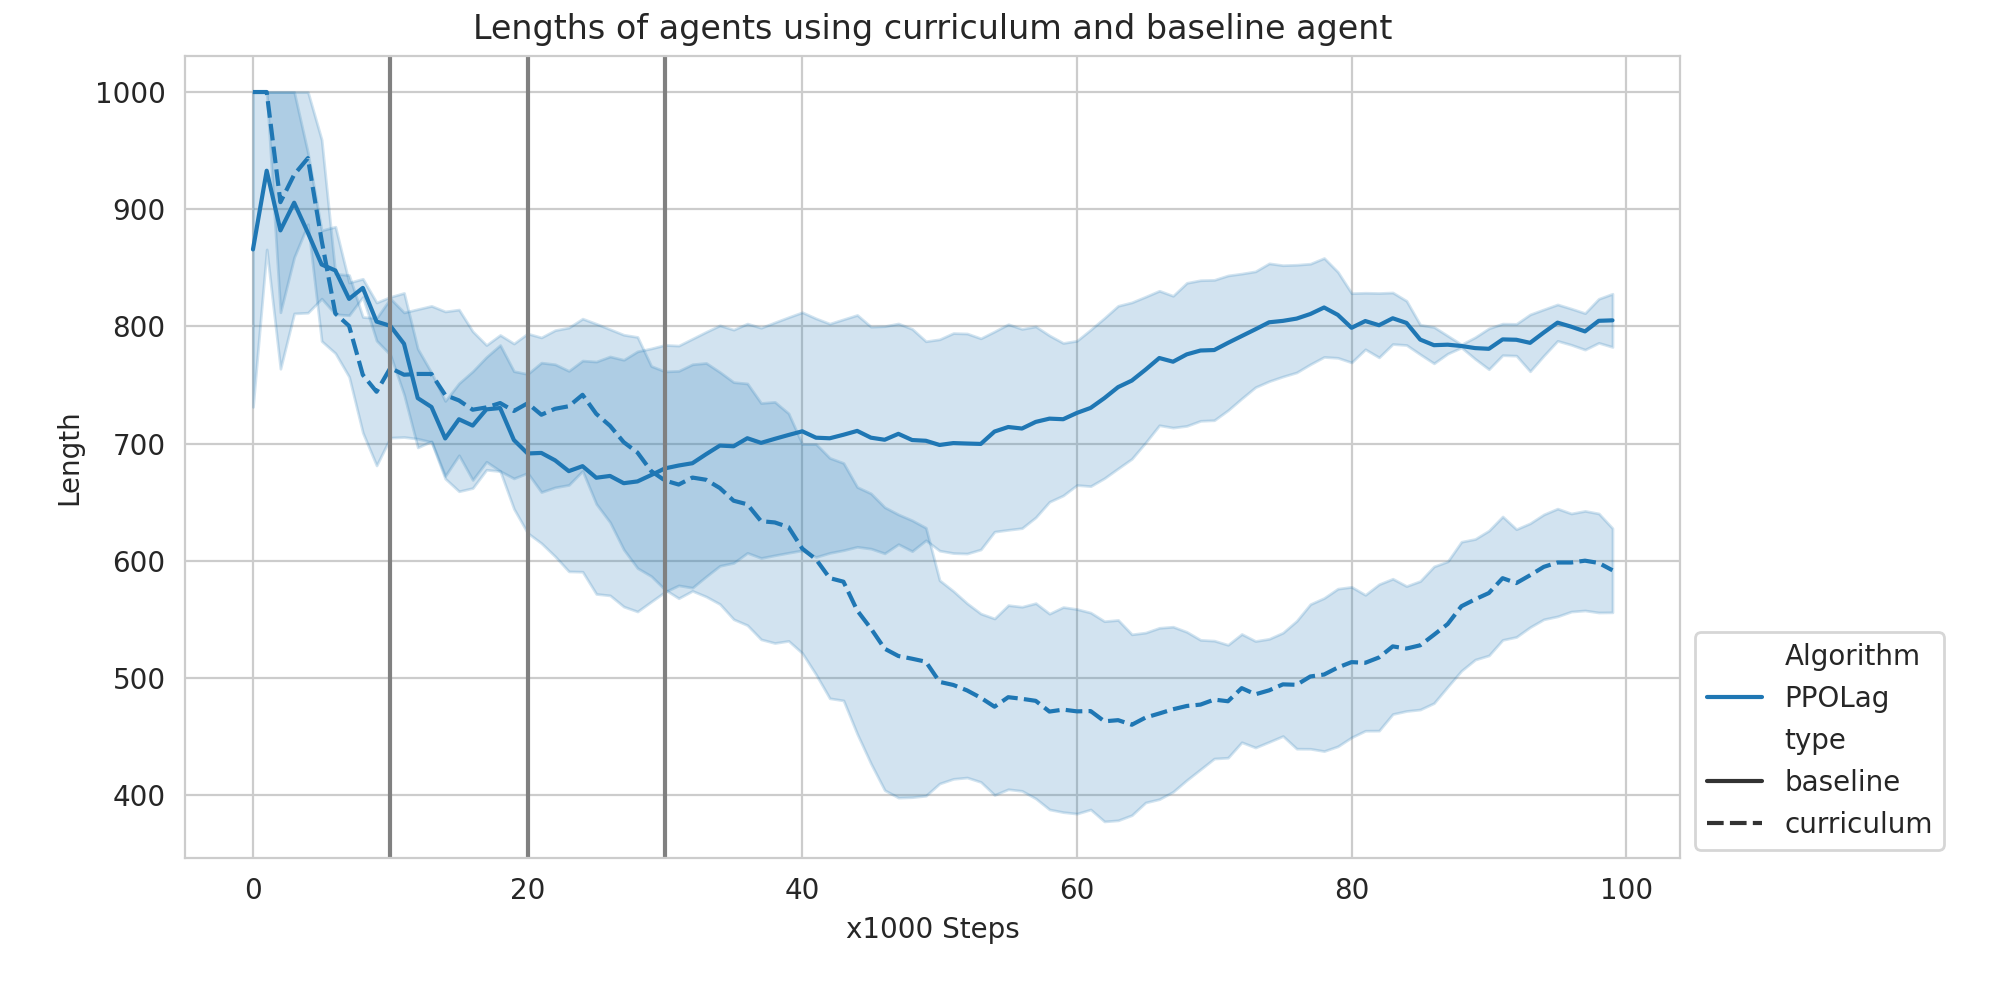 Lengths of agents using curriculum and baseline agent
1000
900
800
700
600
500
400
Length
0 20 40 60 80 100
x1000 Steps
Algorithm
PPOLag
type
baseline
curriculum